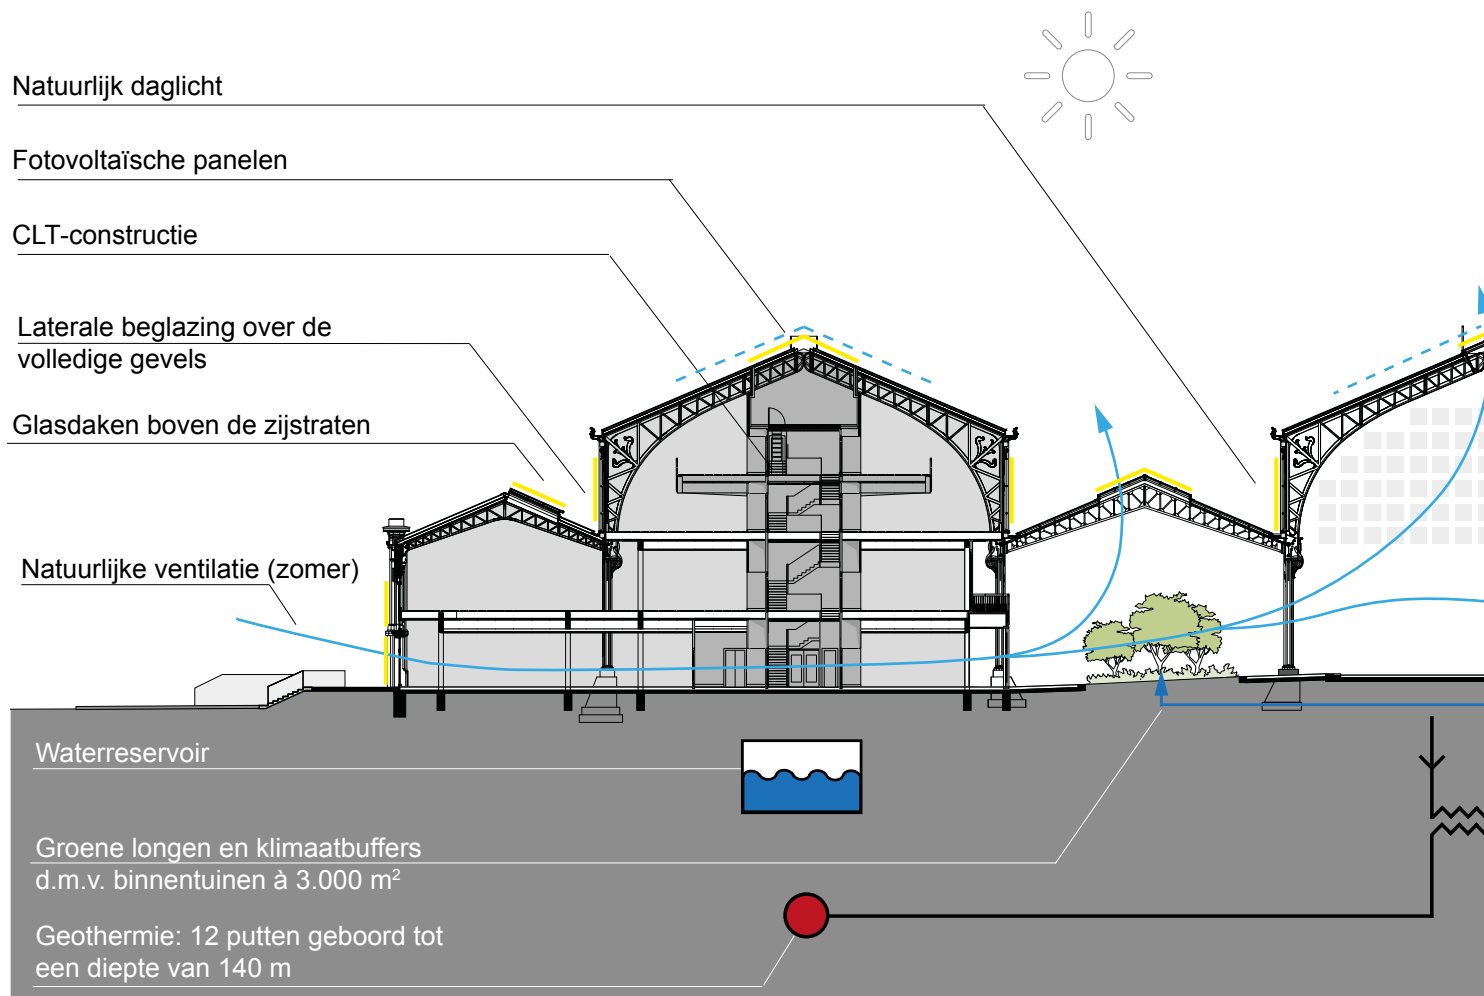 Natuurlijk daglicht
Fotovoltaïsche panelen
CLT-constructie
Laterale beglazing over de
volledige gevels
Glasdaken boven de zijstraten
Natuurlijke ventilatie (zomer)
Waterreservoir
Groene longen en klimaatbuffers
d.m.v. binnentuinen à 3.000 m²
Geothermie: 12 putten geboord tot
een diepte van 140 m